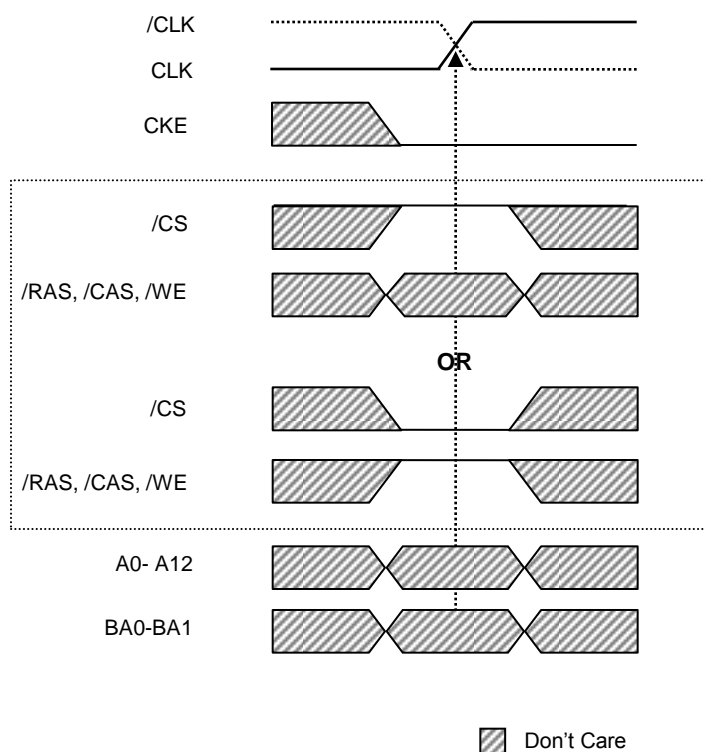 /CLK
CLK
CKE
/CS
/RAS, /CAS, /WE
OR
/CS
/RAS, /CAS, /WE
A0- A12
BA0-BA1
Don't Care